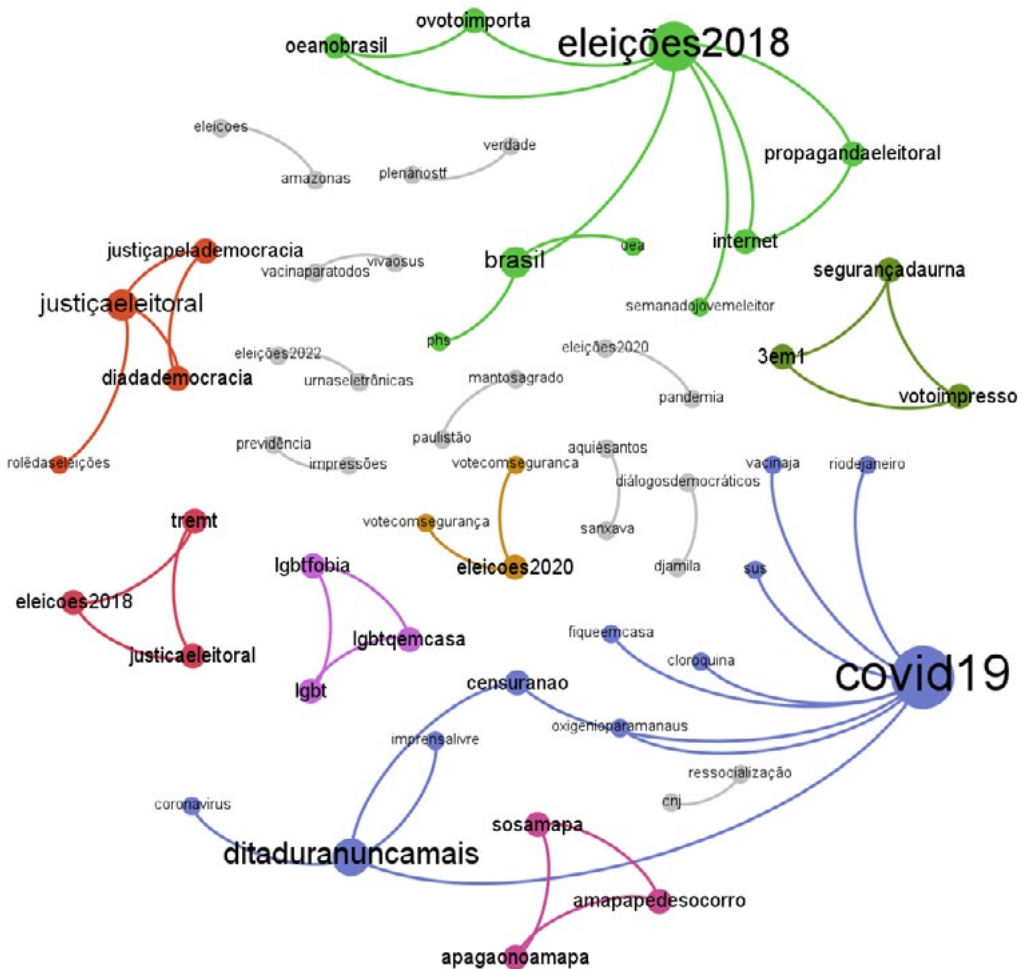 ovotoimporta
eleições2018
oeanobrasil
eleicoes
verdade
propagandaeleitoral
plenáriostf
amazonas
justiçapelademocracia
oea
internet
brasil
vivaosus
vacinaparatodos
segurançadaurna
justiçaeleitoral
semanadojovemeleitor
phs
eleições2022
eleições2020
3em1
diadademocracia
mantosagrado
urnaseletrônicas
pandemia
votoimpresso
paulistão
previdência
aquiésantos
rolêdaseleições
impressões
votecomseguranca
vacinaja
riodejaneiro
diálogosdemocráticos
tremt
votecomsegurança
sanxava
lgbtfobia
eleicoes2020
djamila
sus
eleicoes2018
fiqueemcasa
lgbtqemcasa
justicaeleitoral
cloroquina
covid19
censuranao
lgbt
oxigenioparamanaus
imprensalivre
ressocialização
coronavirus
cnj
sosamapa
ditaduranuncamais
amapapedesocorro
apagaonoamapa